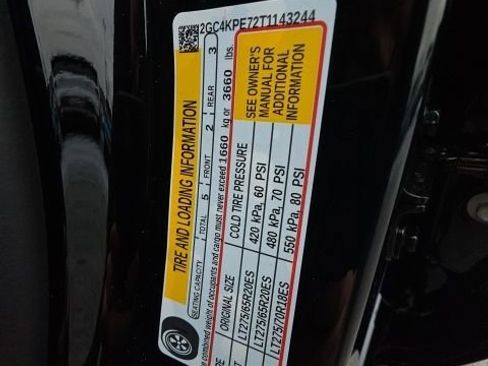 2GC4KPE72T1143244
TIRE AND LOADING INFORMATION
SEATING CAPACITY TOTAL 5 FRONT 2 REAR 3
combined weight of occupants and cargo must never exceed 1660 kg or 3660 lbs.
ORIGINAL SIZE COLD TIRE PRESSURE
LT275/65R20ES 420 kPa, 60 PSI
LT275/65R20ES 480 kPa, 70 PSI
LT275/70R18ES 550 kPa, 80 PSI
SEE OWNER'S
MANUAL FOR
ADDITIONAL
INFORMATION